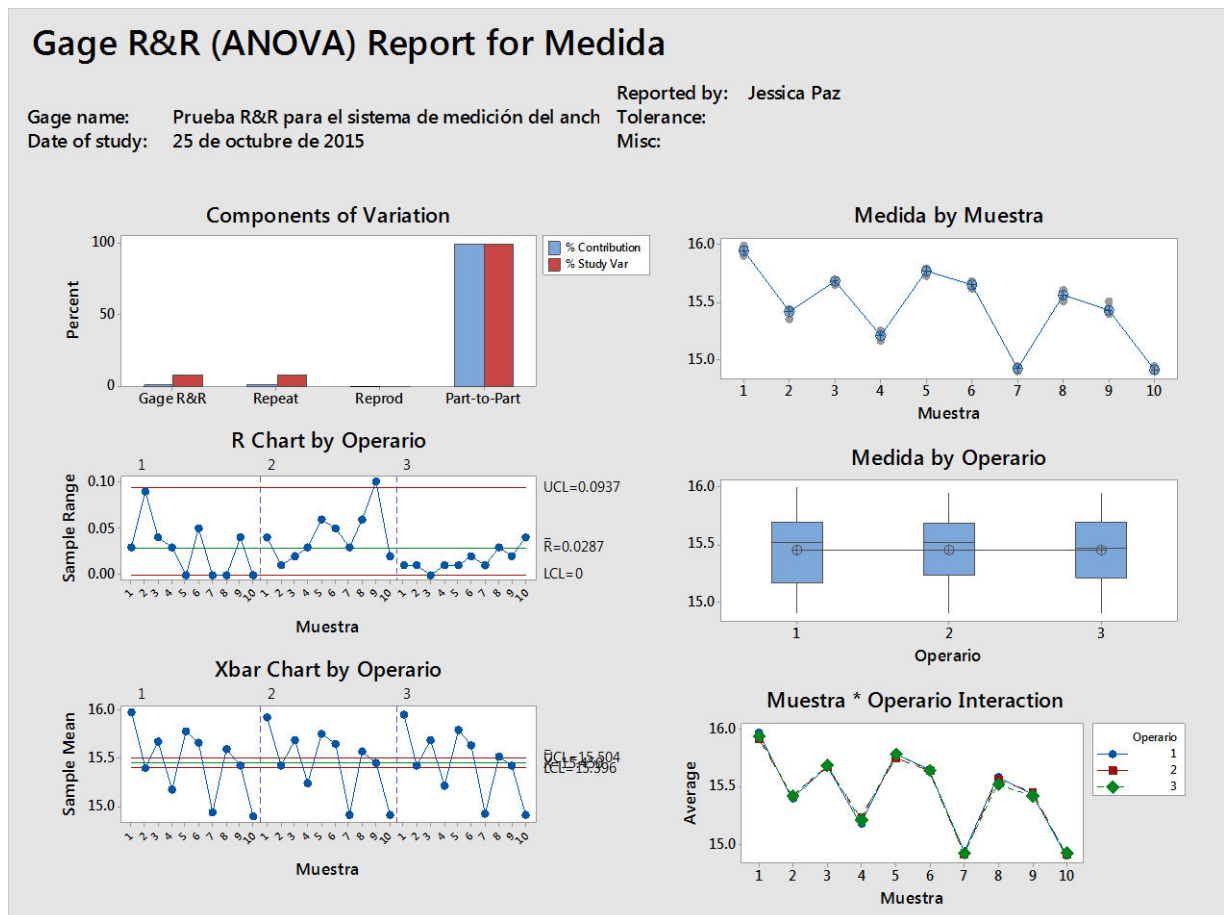 Gage R&R (ANOVA) Report for Medida
Gage name: Prueba R&R para el sistema de medición del anch
Date of study: 25 de octubre de 2015
Reported by: Jessica Paz
Tolerance:
Misc:
Components of Variation
% Contribution
% Study Var
Percent
100
50
0
Gage R&R Repeat Reprod Part-to-Part
R Chart by Operario
1 2 3
Sample Range
0.10
0.05
0.00
UCL=0.0937
R̄=0.0287
LCL=0
1 2 3 4 5 6 7 8 9 10 1 2 3 4 5 6 7 8 9 10 1 2 3 4 5 6 7 8 9 10
Muestra
Xbar Chart by Operario
1 2 3
Sample Mean
16.0
15.5
15.0
UCL=15.504
LCL=15.396
1 2 3 4 5 6 7 8 9 10 1 2 3 4 5 6 7 8 9 10 1 2 3 4 5 6 7 8 9 10
Muestra
Medida by Muestra
16.0
15.5
15.0
1 2 3 4 5 6 7 8 9 10
Muestra
Medida by Operario
16.0
15.5
15.0
1 2 3
Operario
Muestra * Operario Interaction
Average
16.0
15.5
15.0
1 2 3 4 5 6 7 8 9 10
Muestra
Operario
1
2
3